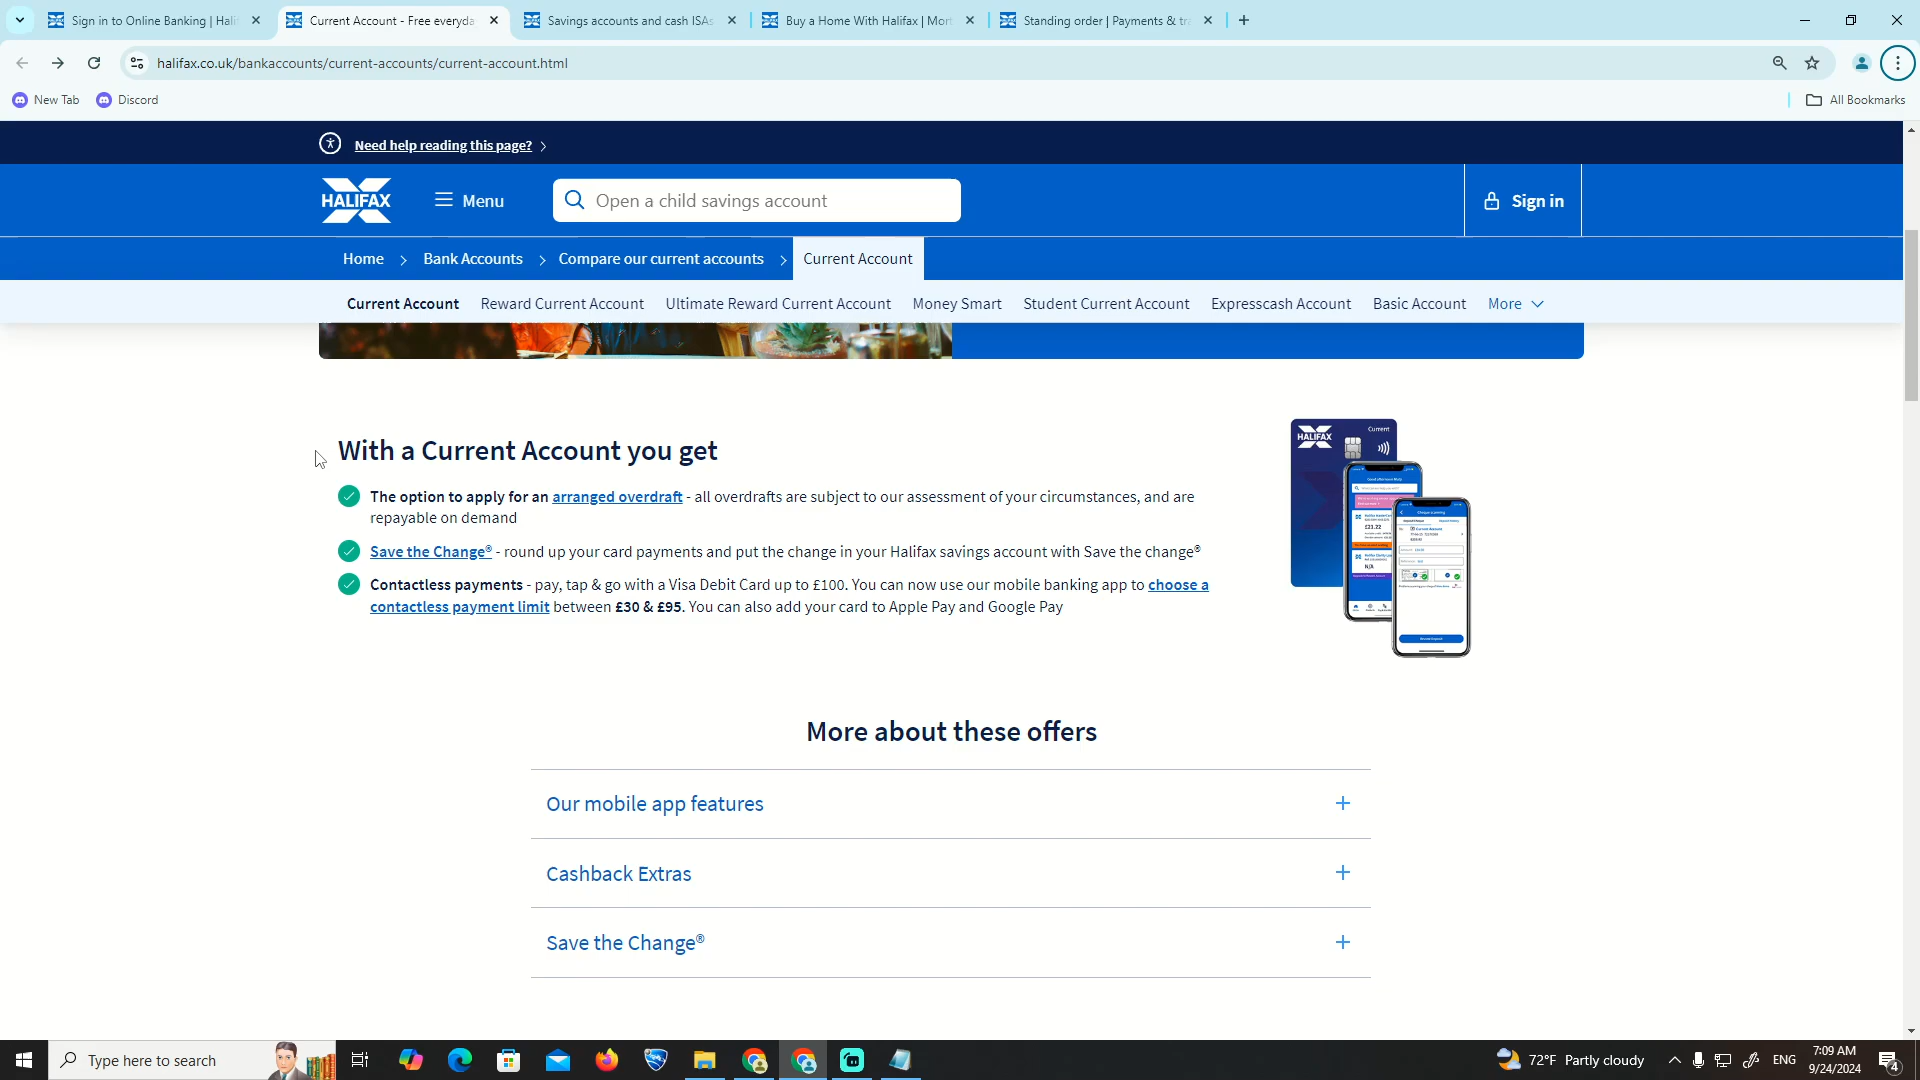 Sign in to Online Banking | Hali
Current Account - Free everyda
Savings accounts and cash ISAs
Buy a Home With Halifax | Mort
Standing order | Payments & tra
halifax.co.uk/bankaccounts/current-accounts/current-account.html
New Tab
Discord
All Bookmarks
Need help reading this page?
HALIFAX
Menu
Open a child savings account
Sign in
Home
Bank Accounts
Compare our current accounts
Current Account
Current Account
Reward Current Account
Ultimate Reward Current Account
Money Smart
Student Current Account
Expresscash Account
Basic Account
More
With a Current Account you get
The option to apply for an arranged overdraft - all overdrafts are subject to our assessment of your circumstances, and are
repayable on demand
Save the Change® - round up your card payments and put the change in your Halifax savings account with Save the change®
Contactless payments - pay, tap & go with a Visa Debit Card up to £100. You can now use our mobile banking app to choose a
contactless payment limit between £30 & £95. You can also add your card to Apple Pay and Google Pay
HALIFAX
Current
£21.22
N/A
More about these offers
Our mobile app features
Cashback Extras
Save the Change®
Type here to search
72°F Partly cloudy
ENG
7:09 AM
9/24/2024
4